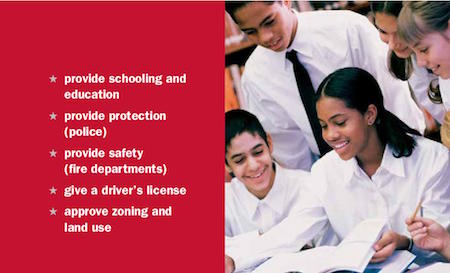 ★ provide schooling and
education
★ provide protection
(police)
★ provide safety
(fire departments)
★ give a driver's license
★ approve zoning and
land use